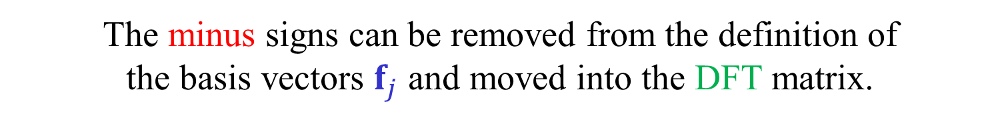 The minus signs can be removed from the definition of
the basis vectors f_j and moved into the DFT matrix.